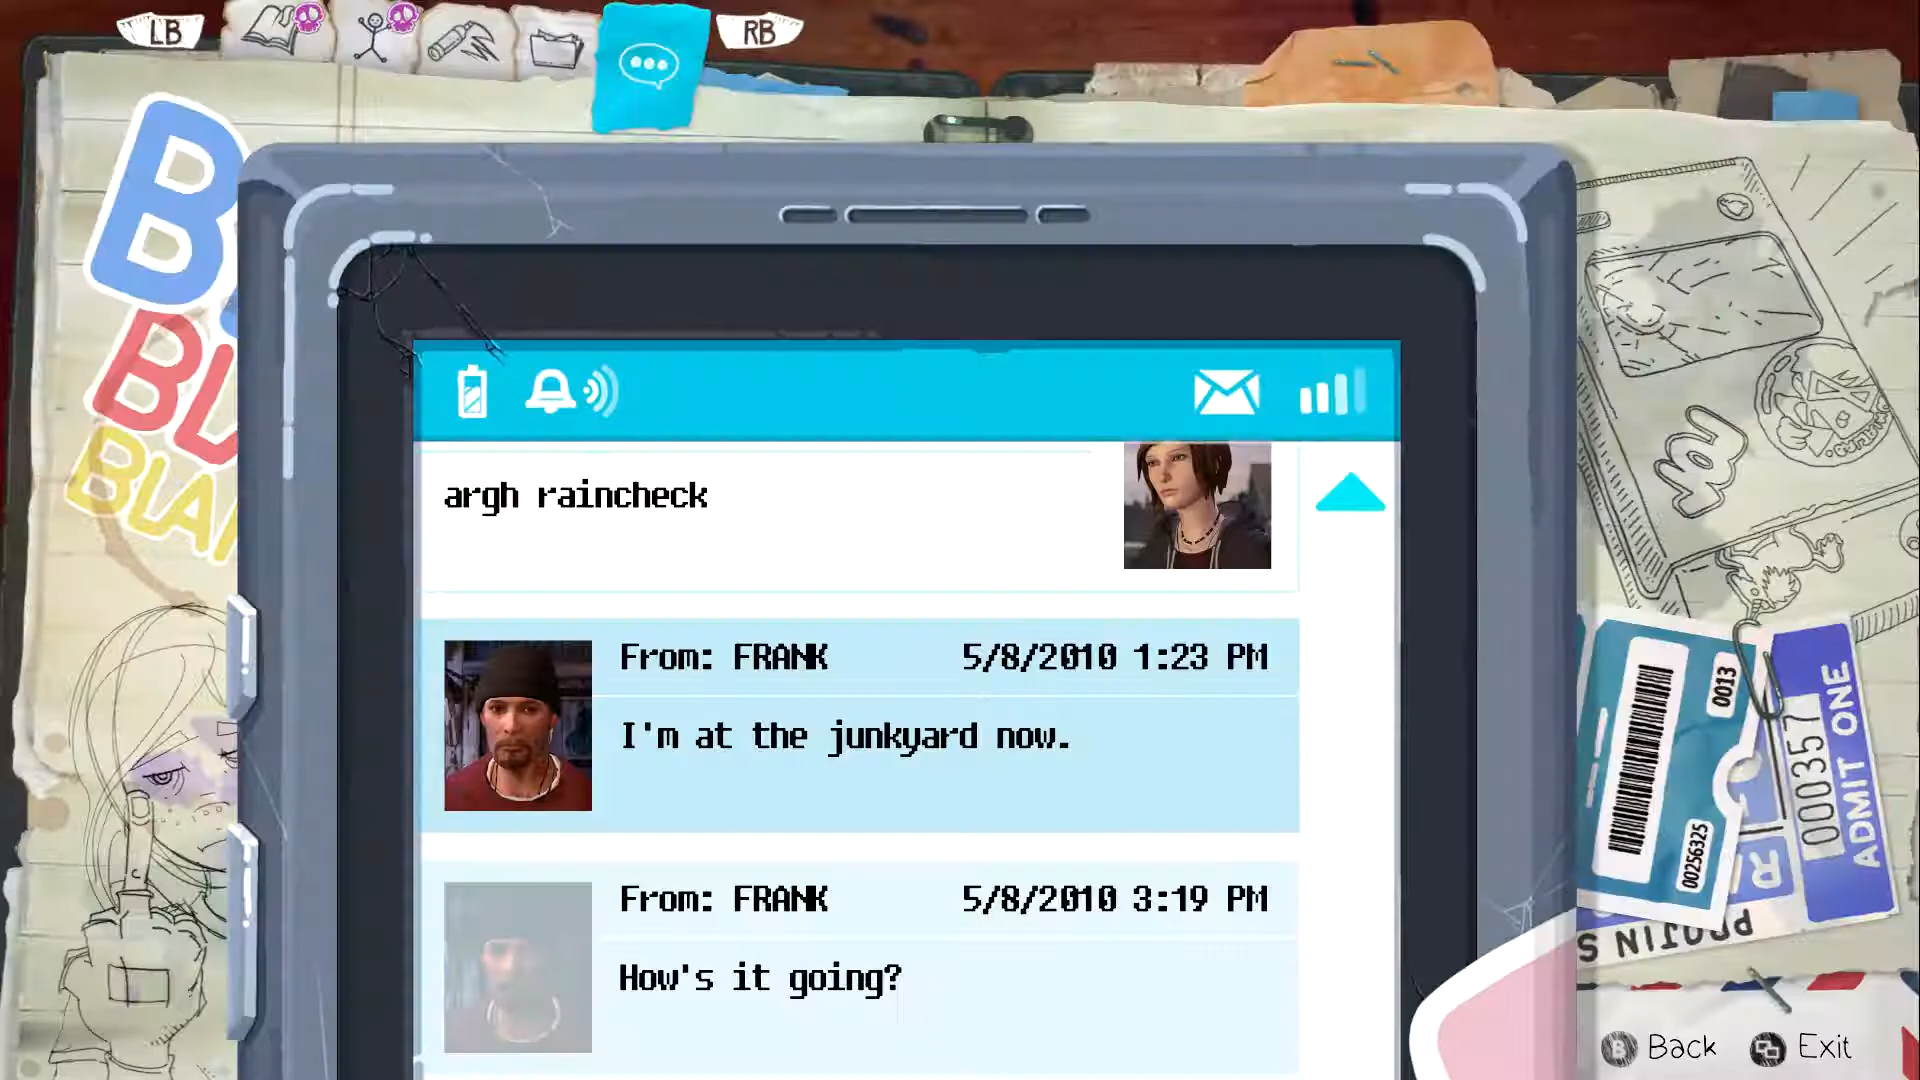 LB
RB
argh raincheck
From: FRANK 5/8/2010 1:23 PM
I'm at the junkyard now.
From: FRANK 5/8/2010 3:19 PM
How's it going?
0013
00256325
000357
ADMIT ONE
B Back
Exit